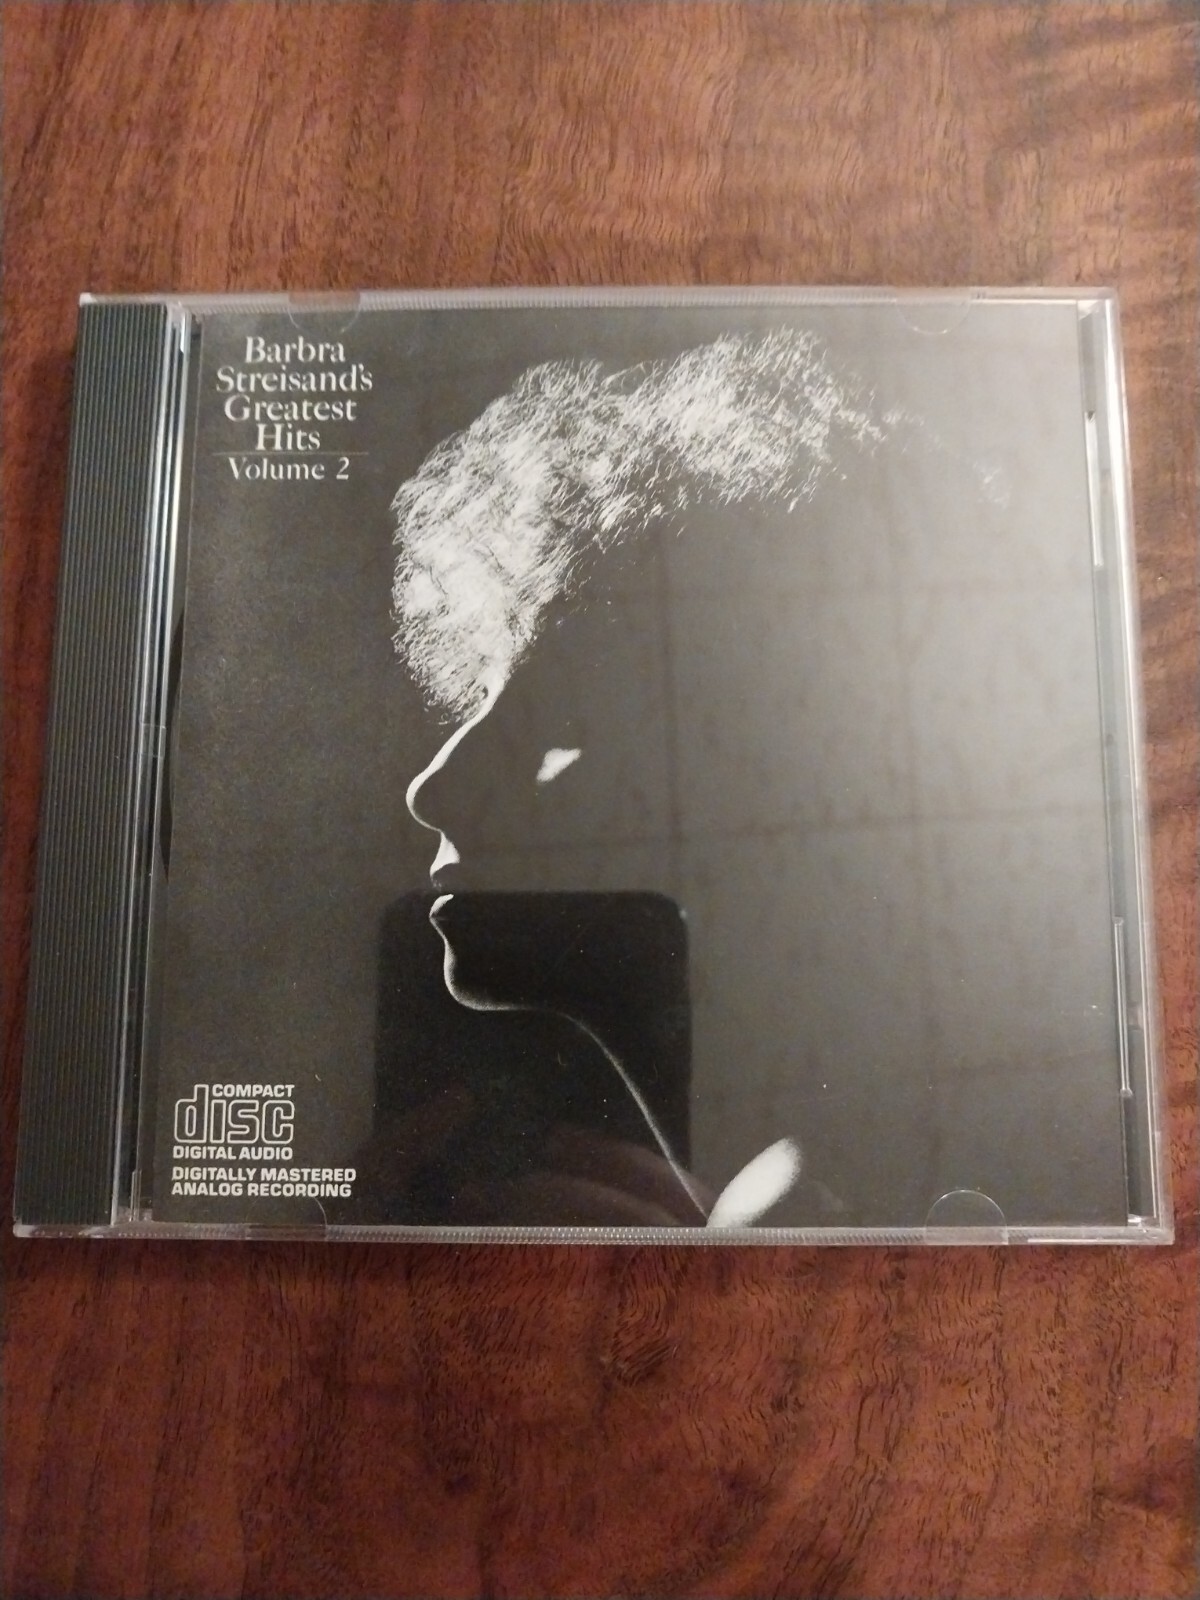 Barbra
Streisand's
Greatest
Hits
Volume 2
COMPACT
disc
DIGITAL AUDIO
DIGITALLY MASTERED
ANALOG RECORDING